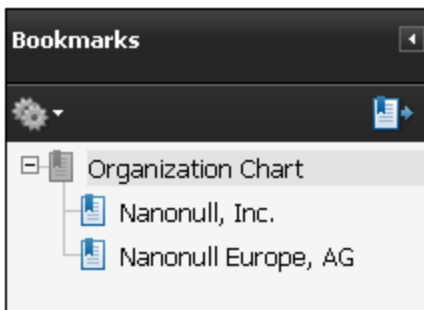 Bookmarks
Organization Chart
Nanonull, Inc.
Nanonull Europe, AG